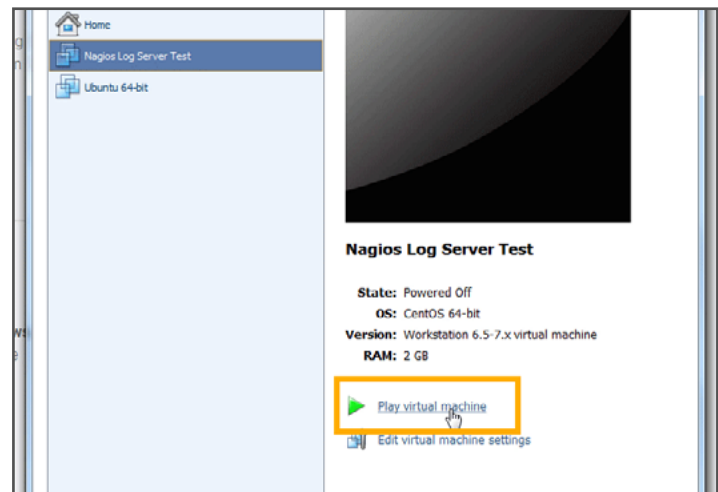 Home
Nagios Log Server Test
Ubuntu 64-bit
Nagios Log Server Test
State: Powered Off
OS: CentOS 64-bit
Version: Workstation 6.5-7.x virtual machine
RAM: 2 GB
Play virtual machine
Edit virtual machine settings